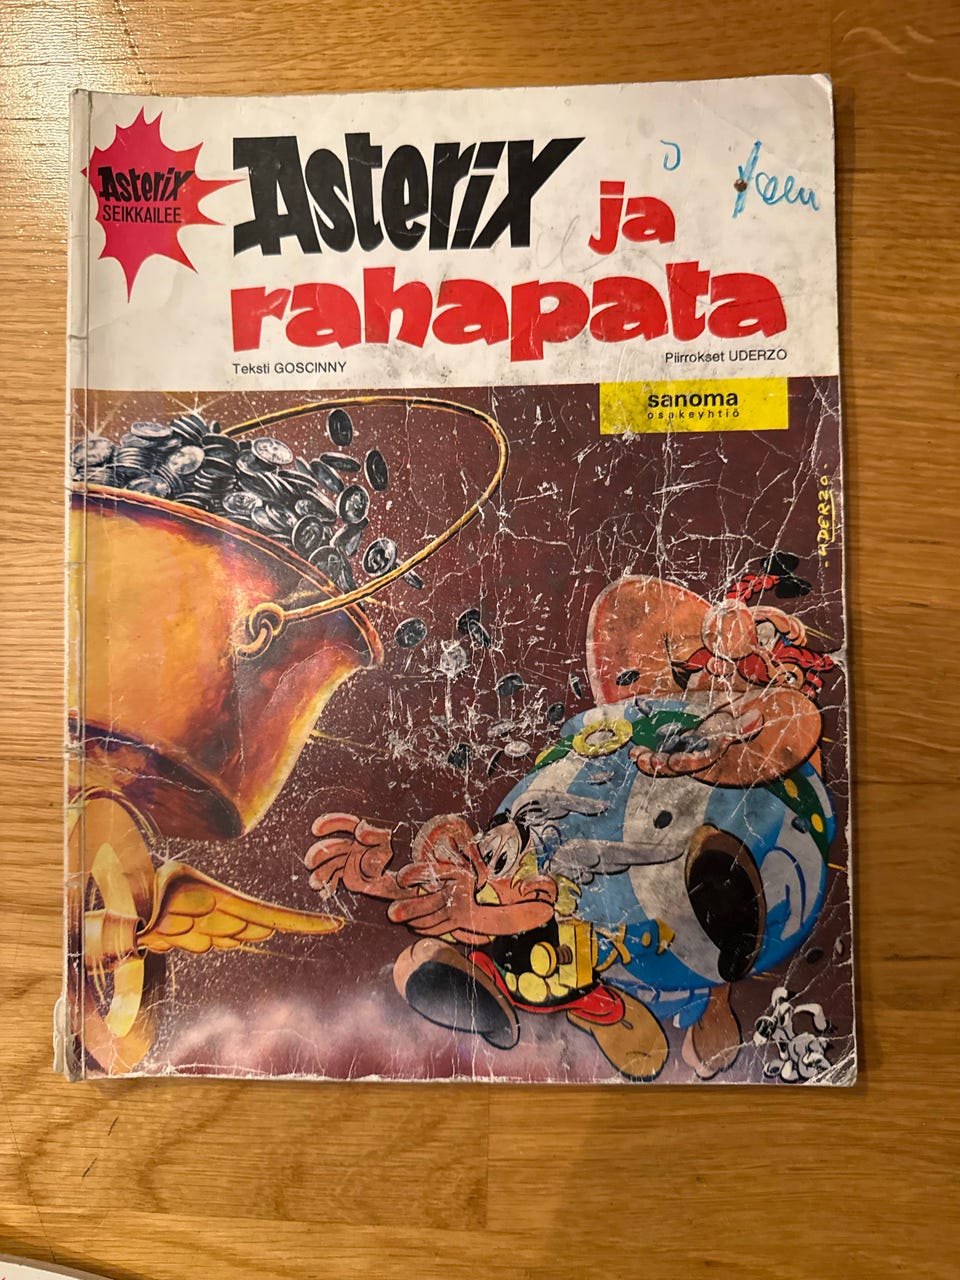 Asterix
SEIKKAILEE
Asterix ja
rahapata
Teksti GOSCINNY
Piirrokset UDERZO
sanoma
osakeyhtiö
- UDERZO -